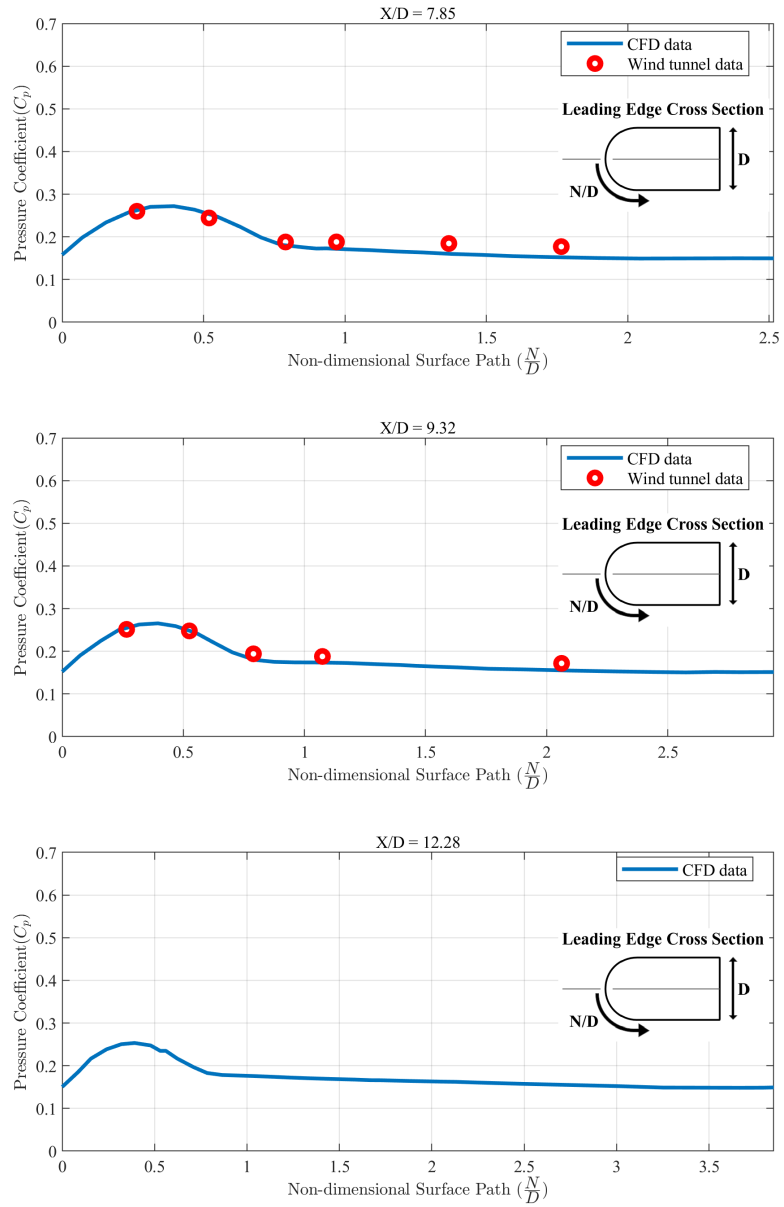 X/D = 7.85
0.7
0.6
0.5
0.4
0.3
0.2
0.1
0
Pressure Coefficient(C_p)
CFD data
Wind tunnel data
Leading Edge Cross Section
D
N/D
0 0.5 1 1.5 2 2.5
Non-dimensional Surface Path (N/D)
X/D = 9.32
0.7
0.6
0.5
0.4
0.3
0.2
0.1
0
Pressure Coefficient(C_p)
CFD data
Wind tunnel data
Leading Edge Cross Section
D
N/D
0 0.5 1 1.5 2 2.5
Non-dimensional Surface Path (N/D)
X/D = 12.28
0.7
0.6
0.5
0.4
0.3
0.2
0.1
0
Pressure Coefficient(C_p)
CFD data
Leading Edge Cross Section
D
N/D
0 0.5 1 1.5 2 2.5 3 3.5
Non-dimensional Surface Path (N/D)